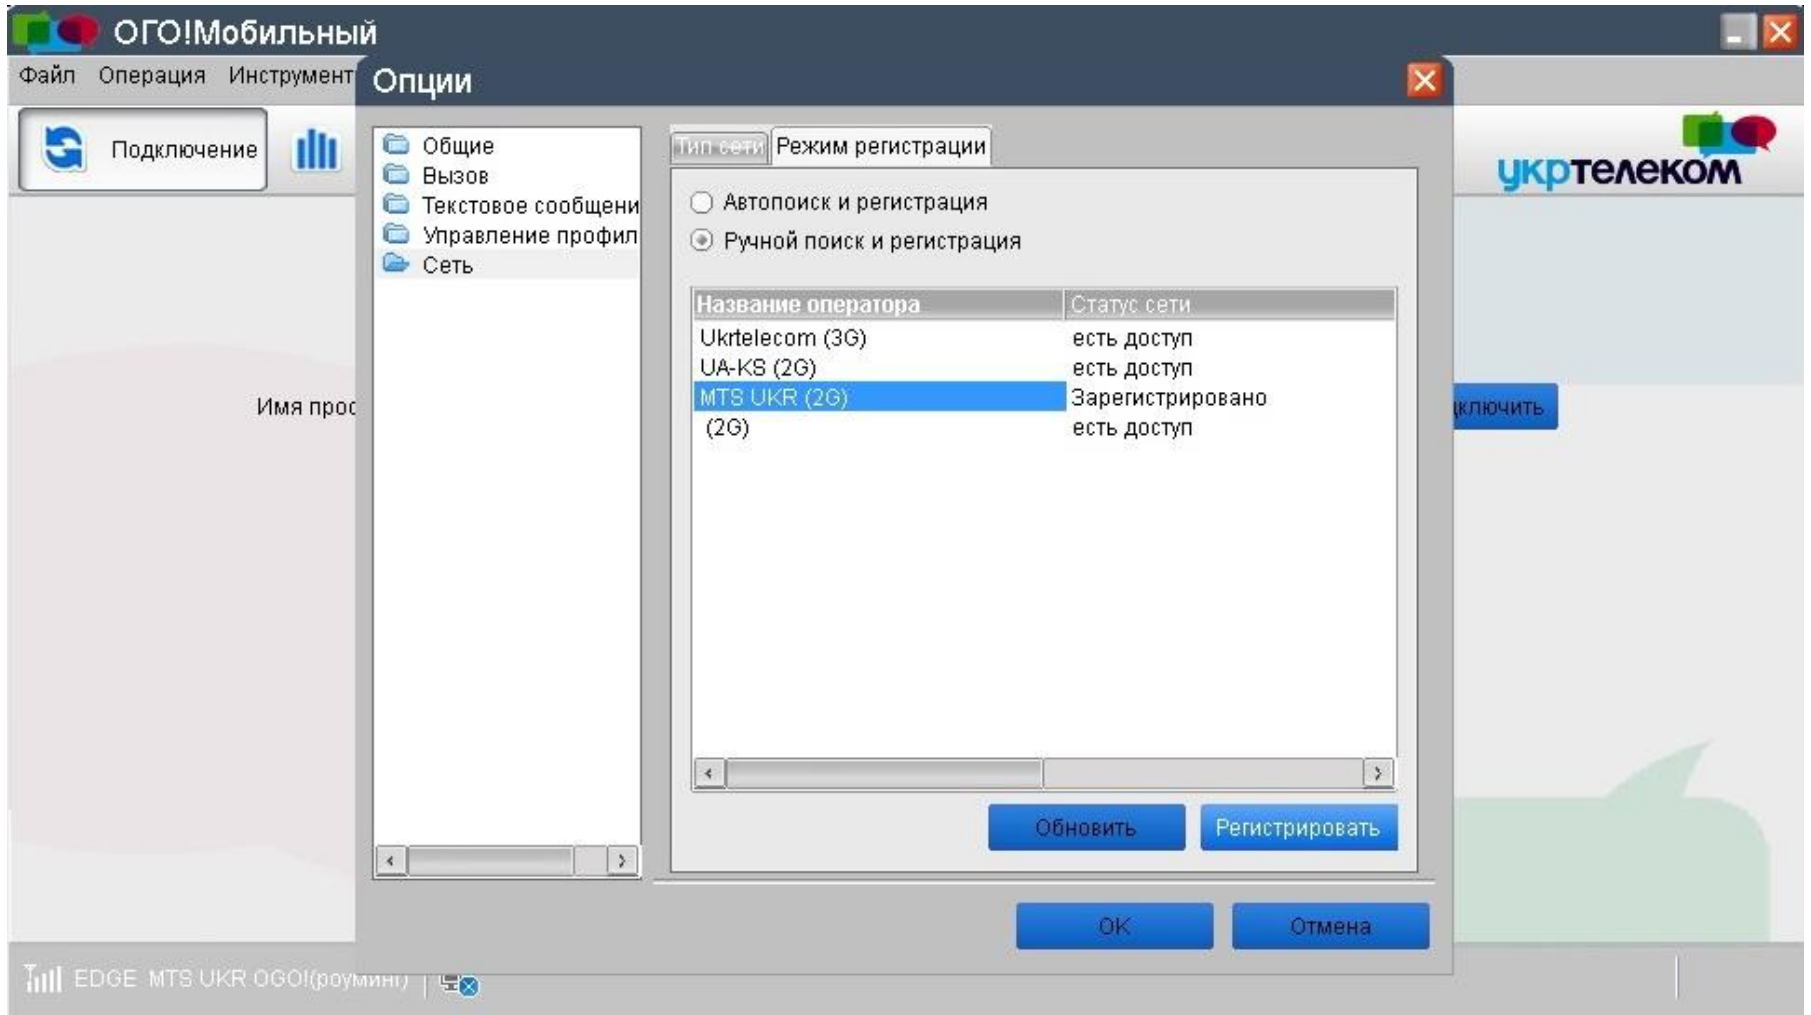 ОГО!Мобильный
Файл Операция Инструмент
Опции
Подключение
укртелеком
Общие
Вызов
Текстовое сообщени
Управление профил
Сеть
Тип сети Режим регистрации
Автопоиск и регистрация
Ручной поиск и регистрация
Название оператора Статус сети
Ukrtelecom (3G) есть доступ
UA-KS (2G) есть доступ
MTS UKR (2G) Зарегистрировано
(2G) есть доступ
Имя проф
ключить
Обновить Регистрировать
OK Отмена
EDGE MTS UKR OGO!(роуминг)